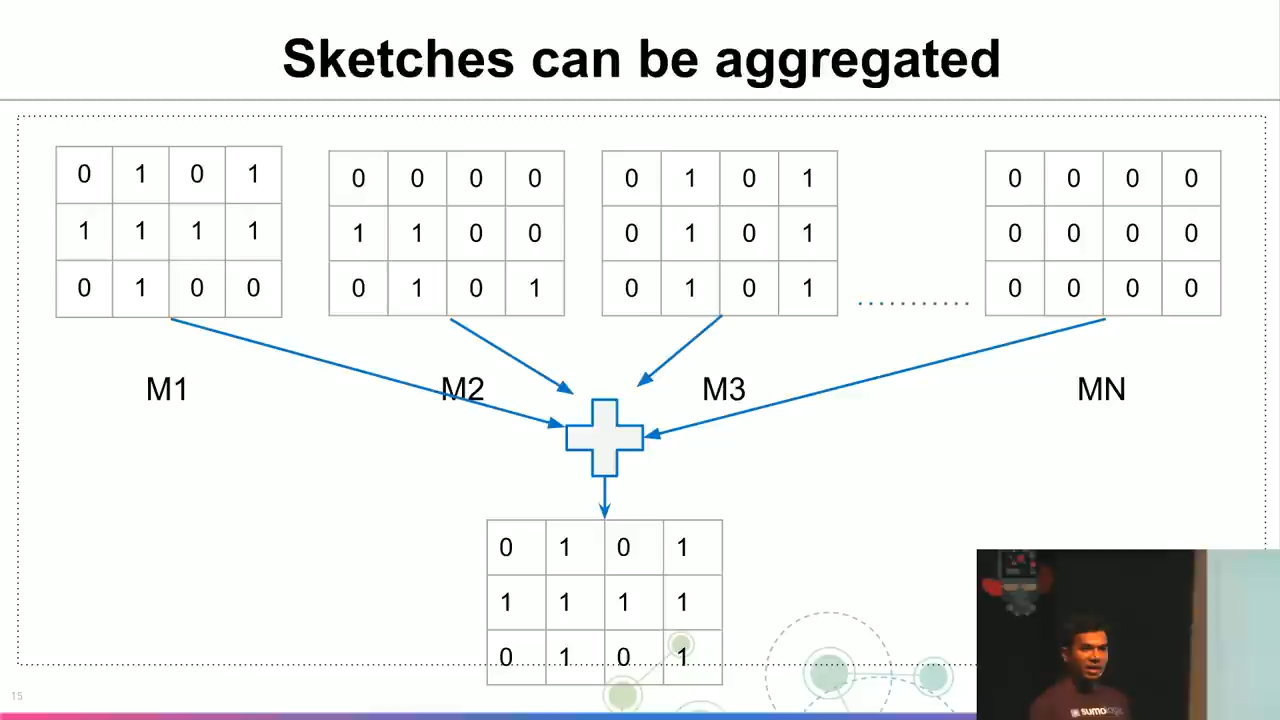 Sketches can be aggregated
0 1 0 1
1 1 1 1
0 1 0 0
M1
0 0 0 0
1 1 0 0
0 1 0 1
M2
0 1 0 1
0 1 0 1
0 1 0 1
M3
...........
0 0 0 0
0 0 0 0
0 0 0 0
MN
0 1 0 1
1 1 1 1
0 1 0 1
15
sumo logic